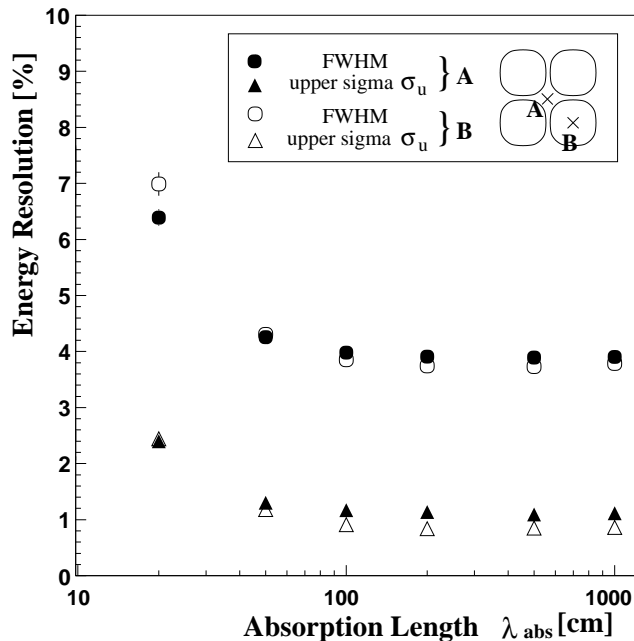 Energy Resolution [%]
10
9
8
7
6
5
4
3
2
1
0
FWHM
upper sigma σu } A
FWHM
upper sigma σu } B
A
B
10 100 1000
Absorption Length λ abs [cm]